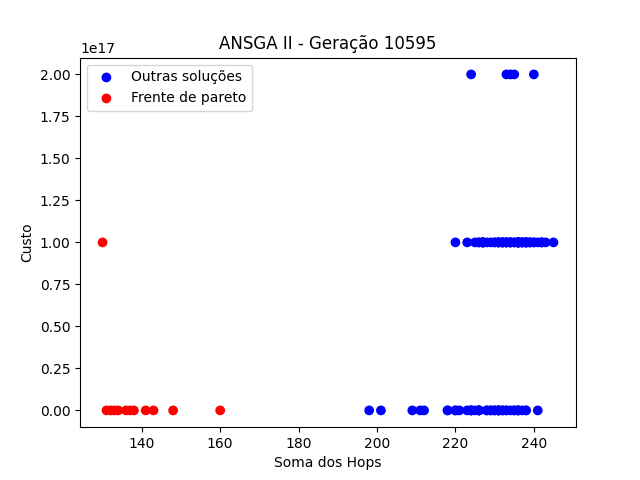 ANSGA II - Geração 10595
1e17
Outras soluções
Frente de pareto
2.00
1.75
1.50
1.25
1.00
0.75
0.50
0.25
0.00
Custo
140 160 180 200 220 240
Soma dos Hops